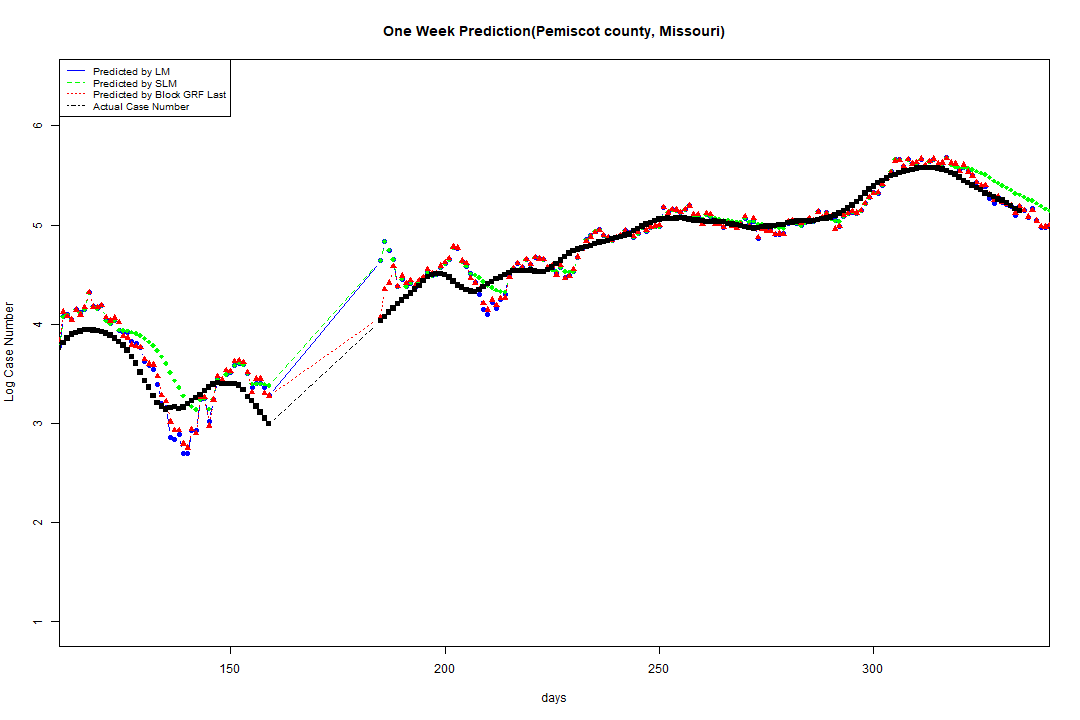 One Week Prediction(Pemiscot county, Missouri)
Predicted by LM
Predicted by SLM
Predicted by Block GRF Last
Actual Case Number
Log Case Number
6
5
4
3
2
1
150 200 250 300
days